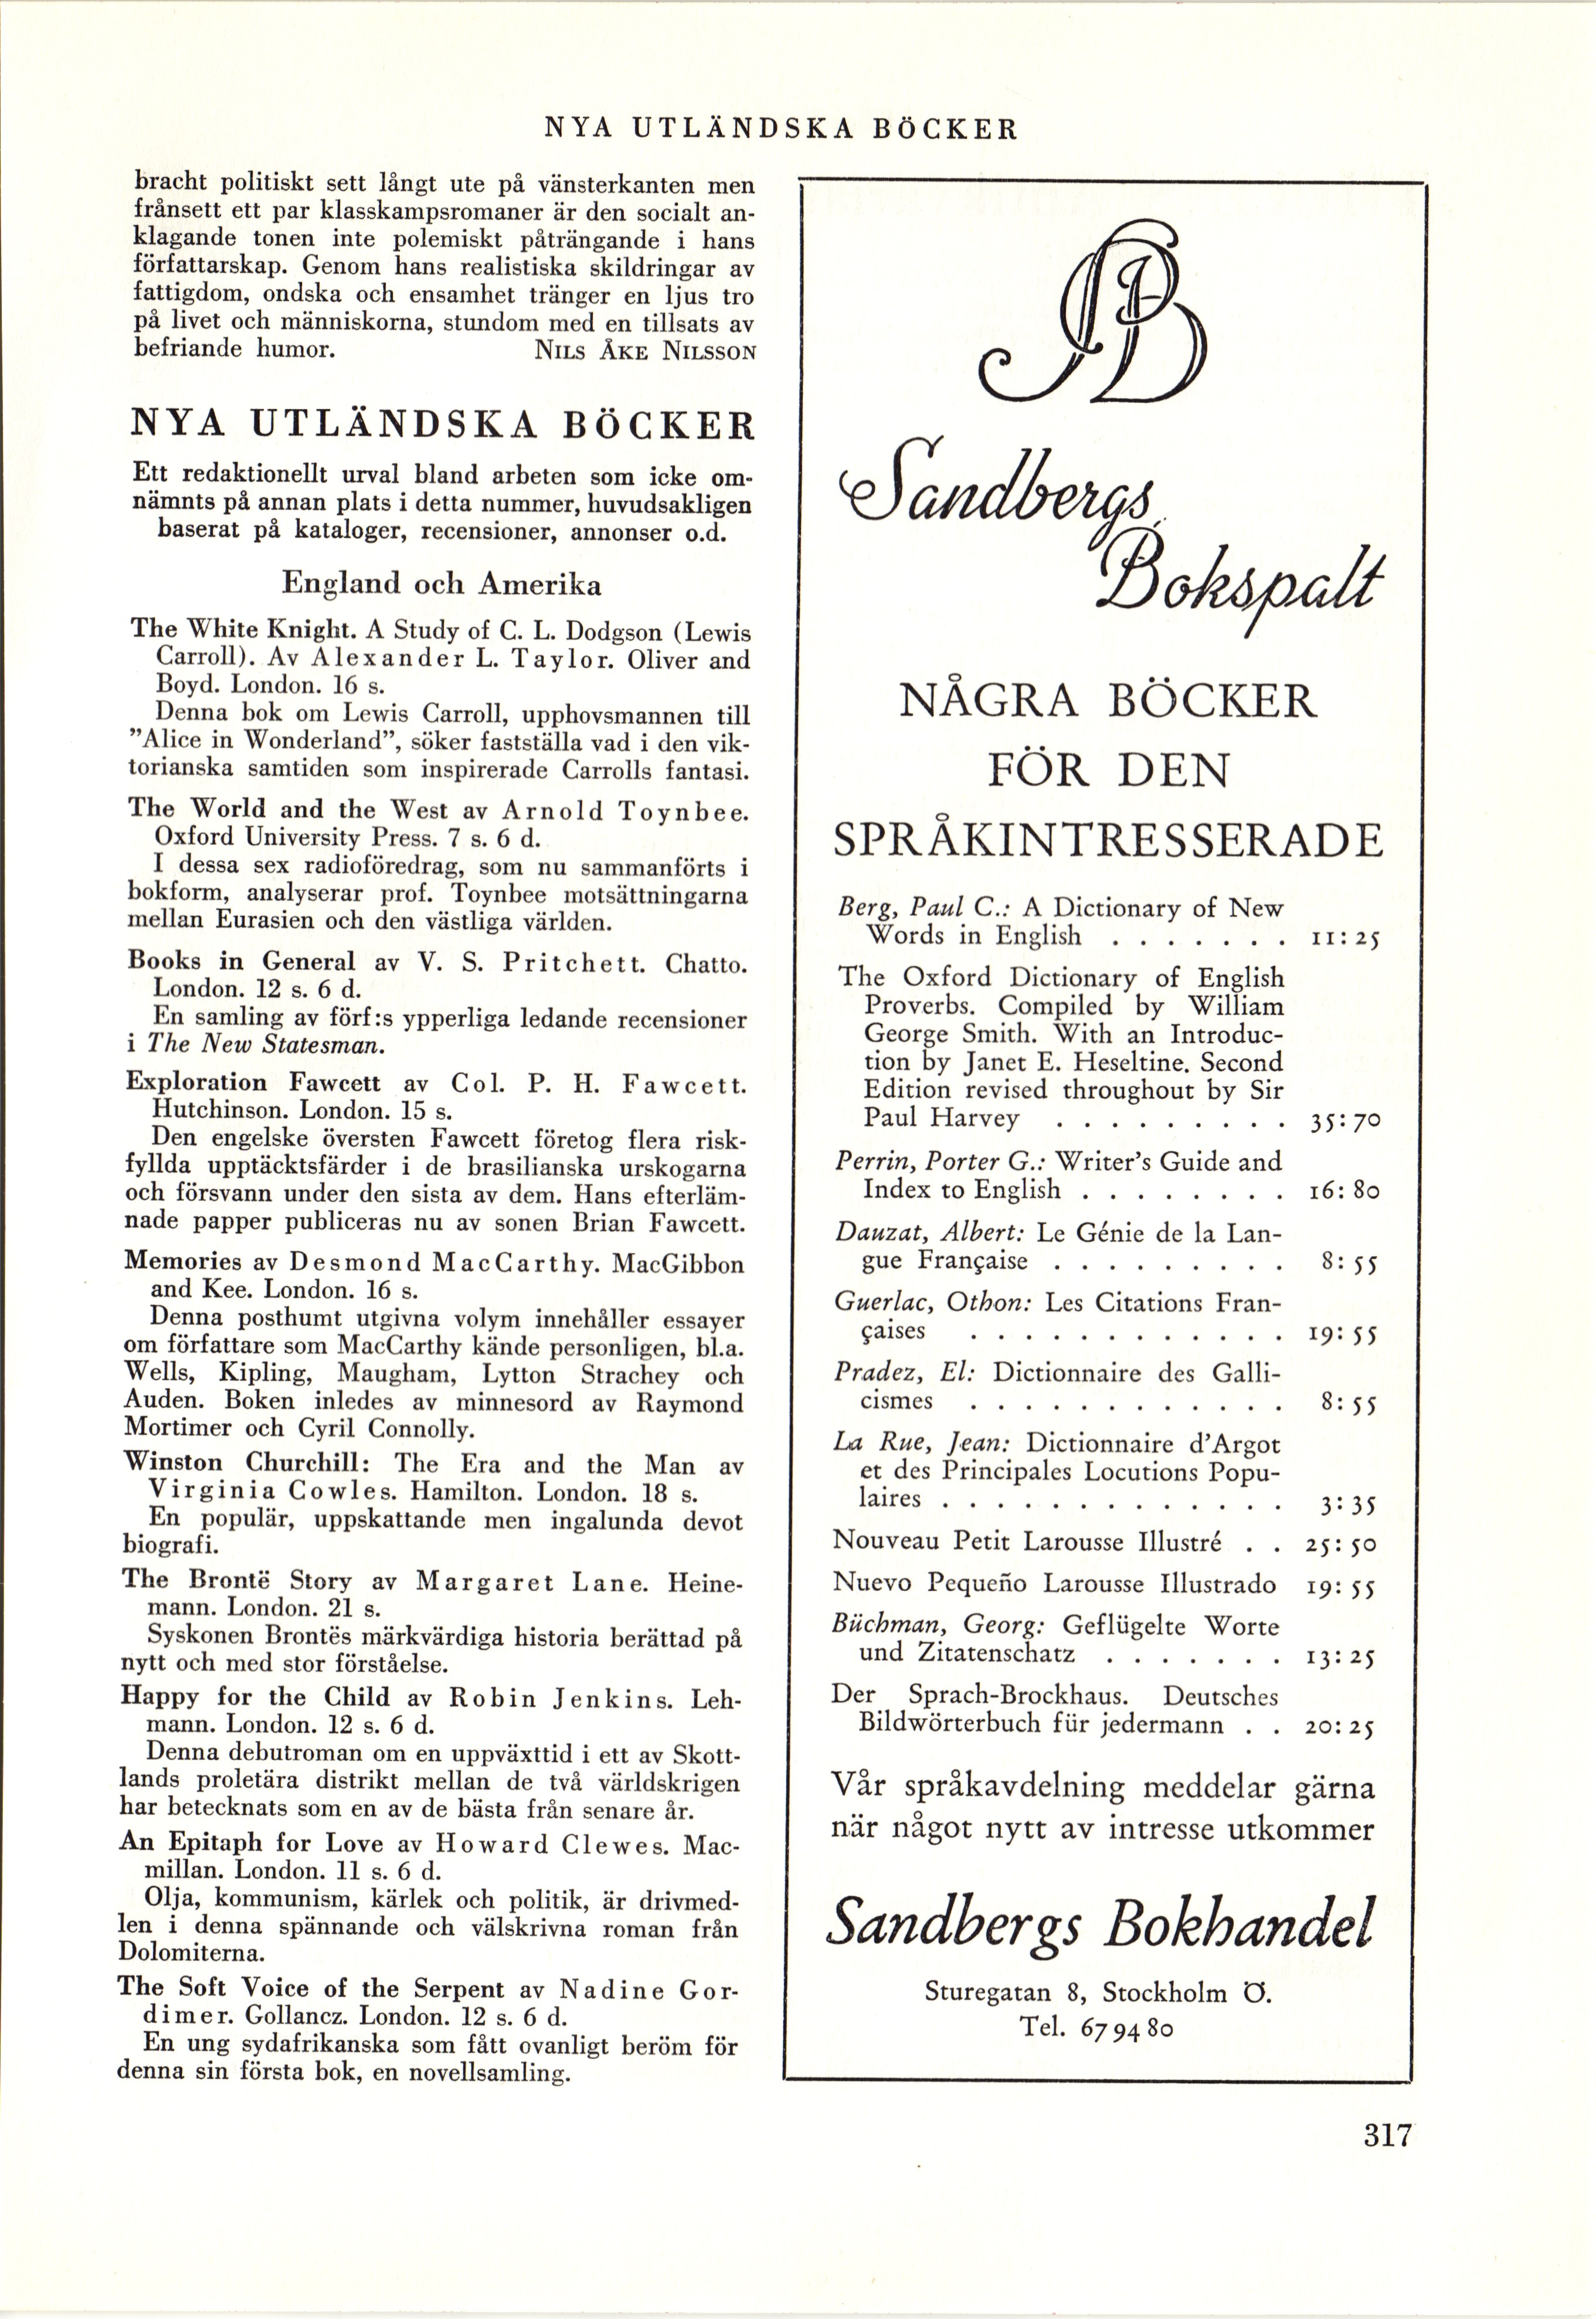 NYA UTLÄNDSKA BÖCKER
bracht politiskt sett långt ute på vänsterkanten men
frånsett ett par klasskampsromaner är den socialt an-
klagande tonen inte polemiskt påträngande i hans
författarskap. Genom hans realistiska skildringar av
fattigdom, ondska och ensamhet tränger en ljus tro
på livet och människorna, stundom med en tillsats av
befriande humor. NILS ÅKE NILSSON
NYA UTLÄNDSKA BÖCKER
Ett redaktionellt urval bland arbeten som icke om-
nämnts på annan plats i detta nummer, huvudsakligen
baserat på kataloger, recensioner, annonser o.d.
England och Amerika
The White Knight. A Study of C. L. Dodgson (Lewis
Carroll). Av Alexander L. Taylor. Oliver and
Boyd. London. 16 s.
Denna bok om Lewis Carroll, upphovsmannen till
”Alice in Wonderland”, söker fastställa vad i den vik-
torianska samtiden som inspirerade Carrolls fantasi.
The World and the West av Arnold Toynbee.
Oxford University Press. 7 s. 6 d.
I dessa sex radioföredrag, som nu sammanförts i
bokform, analyserar prof. Toynbee motsättningarna
mellan Eurasien och den västliga världen.
Books in General av V. S. Pritchett. Chatto.
London. 12 s. 6 d.
En samling av förf:s ypperliga ledande recensioner
i The New Statesman.
Exploration Fawcett av Col. P. H. Fawcett.
Hutchinson. London. 15 s.
Den engelske översten Fawcett företog flera risk-
fyllda upptäcktsfärder i de brasilianska urskogarna
och försvann under den sista av dem. Hans efterläm-
nade papper publiceras nu av sonen Brian Fawcett.
Memories av Desmond MacCarthy. MacGibbon
and Kee. London. 16 s.
Denna posthumt utgivna volym innehåller essayer
om författare som MacCarthy kände personligen, bl.a.
Wells, Kipling, Maugham, Lytton Strachey och
Auden. Boken inledes av minnesord av Raymond
Mortimer och Cyril Connolly.
Winston Churchill: The Era and the Man av
Virginia Cowles. Hamilton. London. 18 s.
En populär, uppskattande men ingalunda devot
biografi.
The Brontë Story av Margaret Lane. Heine-
mann. London. 21 s.
Syskonen Brontës märkvärdiga historia berättad på
nytt och med stor förståelse.
Happy for the Child av Robin Jenkins. Leh-
mann. London. 12 s. 6 d.
Denna debutroman om en uppväxttid i ett av Skott-
lands proletära distrikt mellan de två världskrigen
har betecknats som en av de bästa från senare år.
An Epitaph for Love av Howard Clewes. Mac-
millan. London. 11 s. 6 d.
Olja, kommunism, kärlek och politik, är drivmed-
len i denna spännande och välskrivna roman från
Dolomiterna.
The Soft Voice of the Serpent av Nadine Gor-
dimer. Gollancz. London. 12 s. 6 d.
En ung sydafrikanska som fått ovanligt beröm för
denna sin första bok, en novellsamling.
Sandbergs
Bokspalt
NÅGRA BÖCKER
FÖR DEN
SPRÅKINTRESSERADE
Berg, Paul C.: A Dictionary of New
Words in English . . . . . . . 11:25
The Oxford Dictionary of English
Proverbs. Compiled by William
George Smith. With an Introduc-
tion by Janet E. Heseltine. Second
Edition revised throughout by Sir
Paul Harvey . . . . . . . . . 35:70
Perrin, Porter G.: Writer’s Guide and
Index to English . . . . . . . . 16:80
Dauzat, Albert: Le Génie de la Lan-
gue Française . . . . . . . . . 8:55
Guerlac, Othon: Les Citations Fran-
çaises . . . . . . . . . . . . 19:55
Pradez, El: Dictionnaire des Galli-
cismes . . . . . . . . . . . . 8:55
La Rue, Jean: Dictionnaire d’Argot
et des Principales Locutions Popu-
laires . . . . . . . . . . . . . 3:35
Nouveau Petit Larousse Illustré . . 25:50
Nuevo Pequeño Larousse Illustrado 19:55
Büchman, Georg: Geflügelte Worte
und Zitatenschatz . . . . . . . 13:25
Der Sprach-Brockhaus. Deutsches
Bildwörterbuch für jedermann . . 20:25
Vår språkavdelning meddelar gärna
när något nytt av intresse utkommer
Sandbergs Bokhandel
Sturegatan 8, Stockholm Ö.
Tel. 67 94 80
317